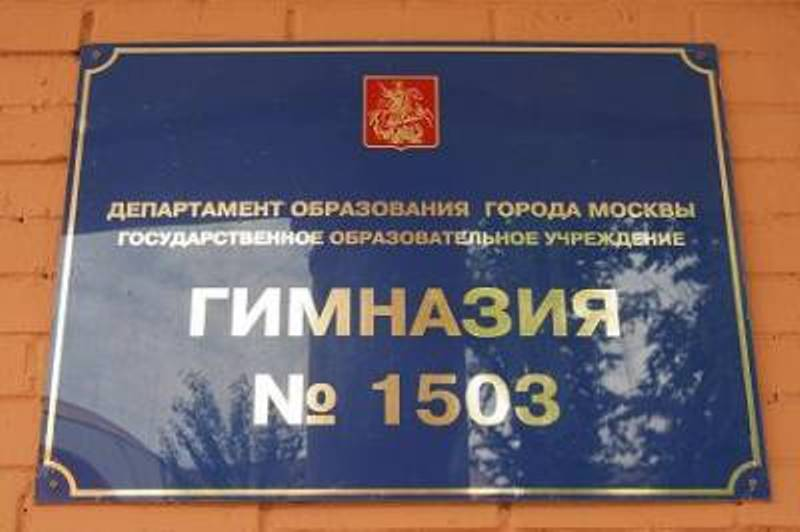 ДЕПАРТАМЕНТ ОБРАЗОВАНИЯ ГОРОДА МОСКВЫ
ГОСУДАРСТВЕННОЕ ОБРАЗОВАТЕЛЬНОЕ УЧРЕЖДЕНИЕ
ГИМНАЗИЯ
№ 1503